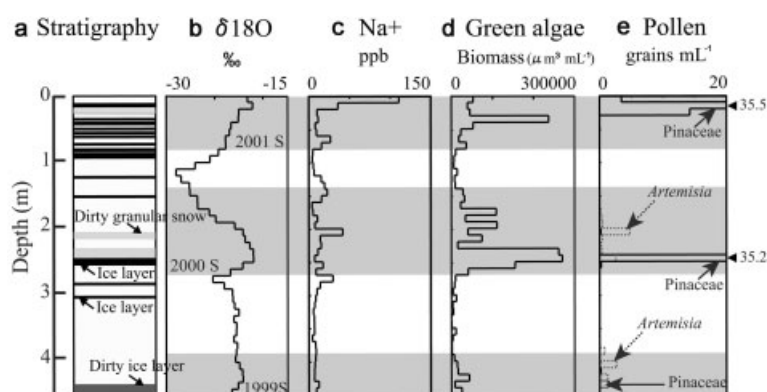 a Stratigraphy
b δ18O
‰
-30 -15
c Na+
ppb
0 150
d Green algae
Biomass (μ m³ mL⁻¹)
0 300000
e Pollen
grains mL⁻¹
0 20
Depth (m)
0
1
2
3
4
Dirty granular snow
Ice layer
Ice layer
Dirty ice layer
2001 S
2000 S
1999S
35.5
Pinaceae
Artemisia
35.2
Pinaceae
Artemisia
Pinaceae